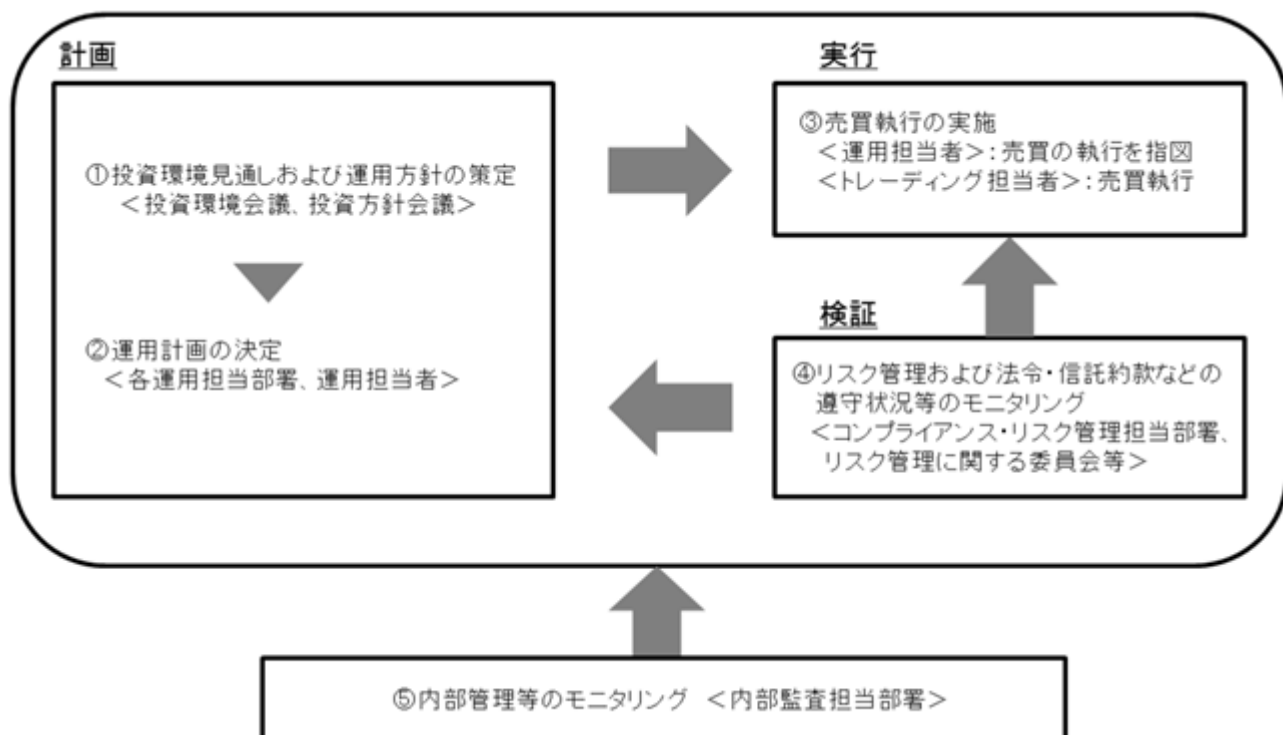 計画
①投資環境見通しおよび運用方針の策定
＜投資環境会議、投資方針会議＞
②運用計画の決定
＜各運用担当部署、運用担当者＞
実行
③売買執行の実施
＜運用担当者＞：売買の執行を指図
＜トレーディング担当者＞：売買執行
検証
④リスク管理および法令・信託約款などの
遵守状況等のモニタリング
＜コンプライアンス・リスク管理担当部署、
リスク管理に関する委員会等＞
⑤内部管理等のモニタリング ＜内部監査担当部署＞